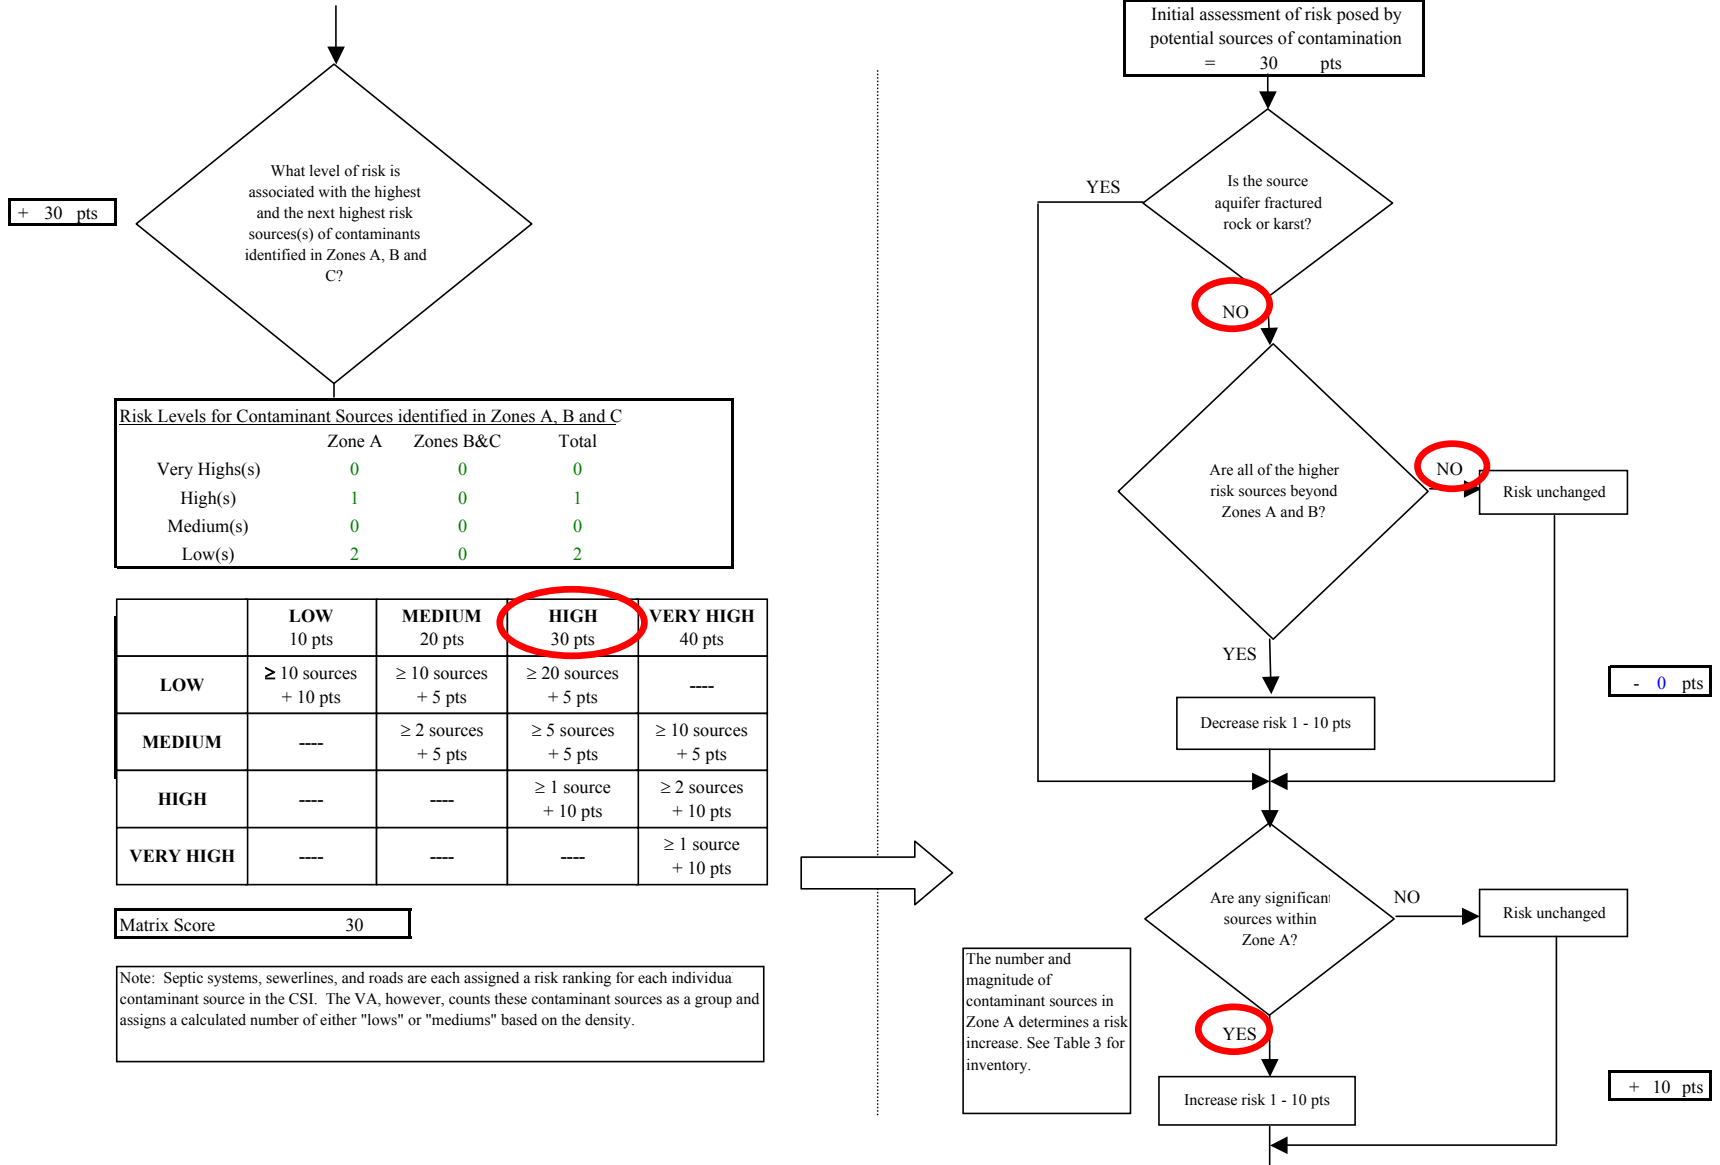 What level of risk is
associated with the highest
and the next highest risk
sources(s) of contaminants
identified in Zones A, B and
C?
+ 30 pts
Risk Levels for Contaminant Sources identified in Zones A, B and C
Zone A Zones B&C Total
Very Highs(s) 0 0 0
High(s) 1 0 1
Medium(s) 0 0 0
Low(s) 2 0 2
LOW MEDIUM HIGH VERY HIGH
10 pts 20 pts 30 pts 40 pts
LOW ≥ 10 sources ≥ 10 sources ≥ 20 sources ----
+ 10 pts + 5 pts + 5 pts
MEDIUM ---- ≥ 2 sources ≥ 5 sources ≥ 10 sources
+ 5 pts + 5 pts + 5 pts
HIGH ---- ---- ≥ 1 source ≥ 2 sources
+ 10 pts + 10 pts
VERY HIGH ---- ---- ---- ≥ 1 source
+ 10 pts
Matrix Score 30
Note: Septic systems, sewerlines, and roads are each assigned a risk ranking for each individua
contaminant source in the CSI. The VA, however, counts these contaminant sources as a group and
assigns a calculated number of either "lows" or "mediums" based on the density.
Initial assessment of risk posed by
potential sources of contamination
= 30 pts
Is the source
aquifer fractured
rock or karst?
YES
NO
Are all of the higher
risk sources beyond
Zones A and B?
NO
Risk unchanged
YES
- 0 pts
Decrease risk 1 - 10 pts
Are any significant
sources within
Zone A?
NO
Risk unchanged
The number and
magnitude of
contaminant sources in
Zone A determines a risk
increase. See Table 3 for
inventory.
YES
Increase risk 1 - 10 pts
+ 10 pts